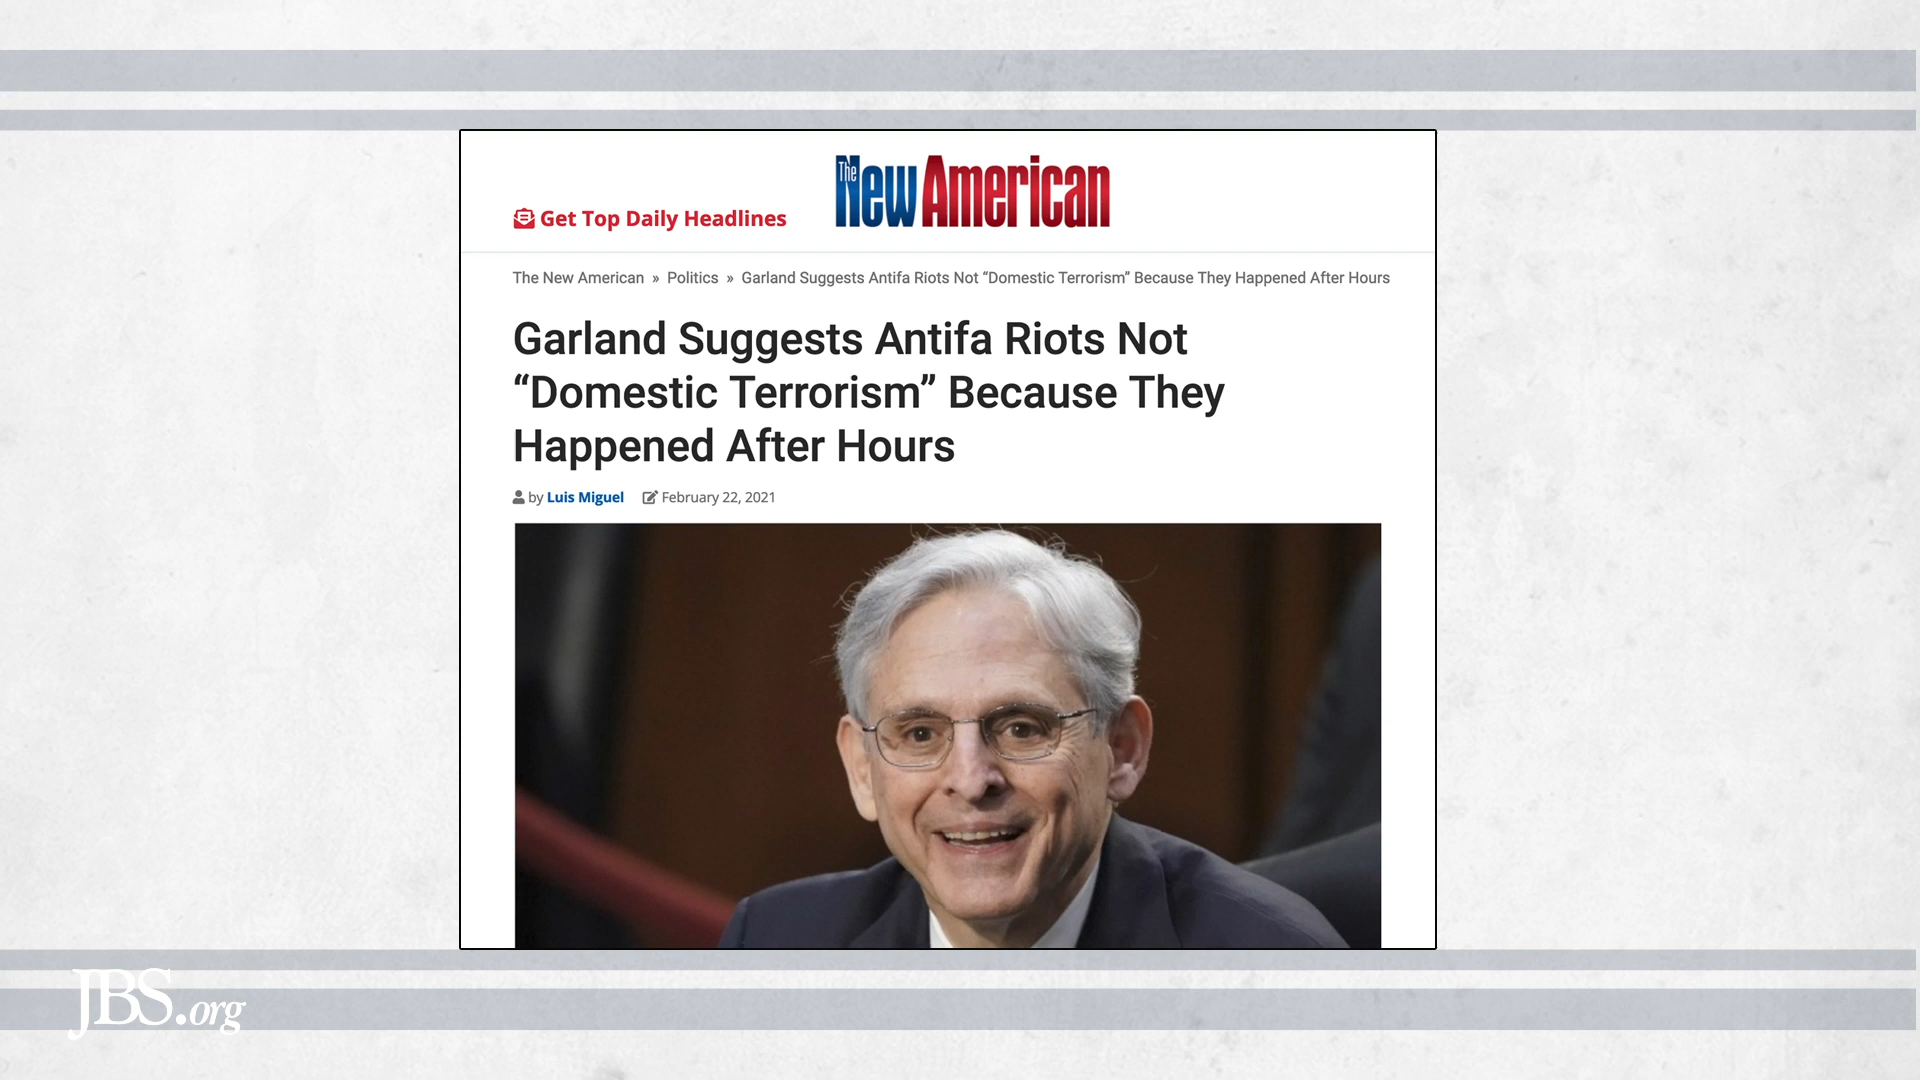 The New American
Get Top Daily Headlines
The New American » Politics » Garland Suggests Antifa Riots Not “Domestic Terrorism” Because They Happened After Hours
Garland Suggests Antifa Riots Not
“Domestic Terrorism” Because They
Happened After Hours
by Luis Miguel February 22, 2021
JBS.org